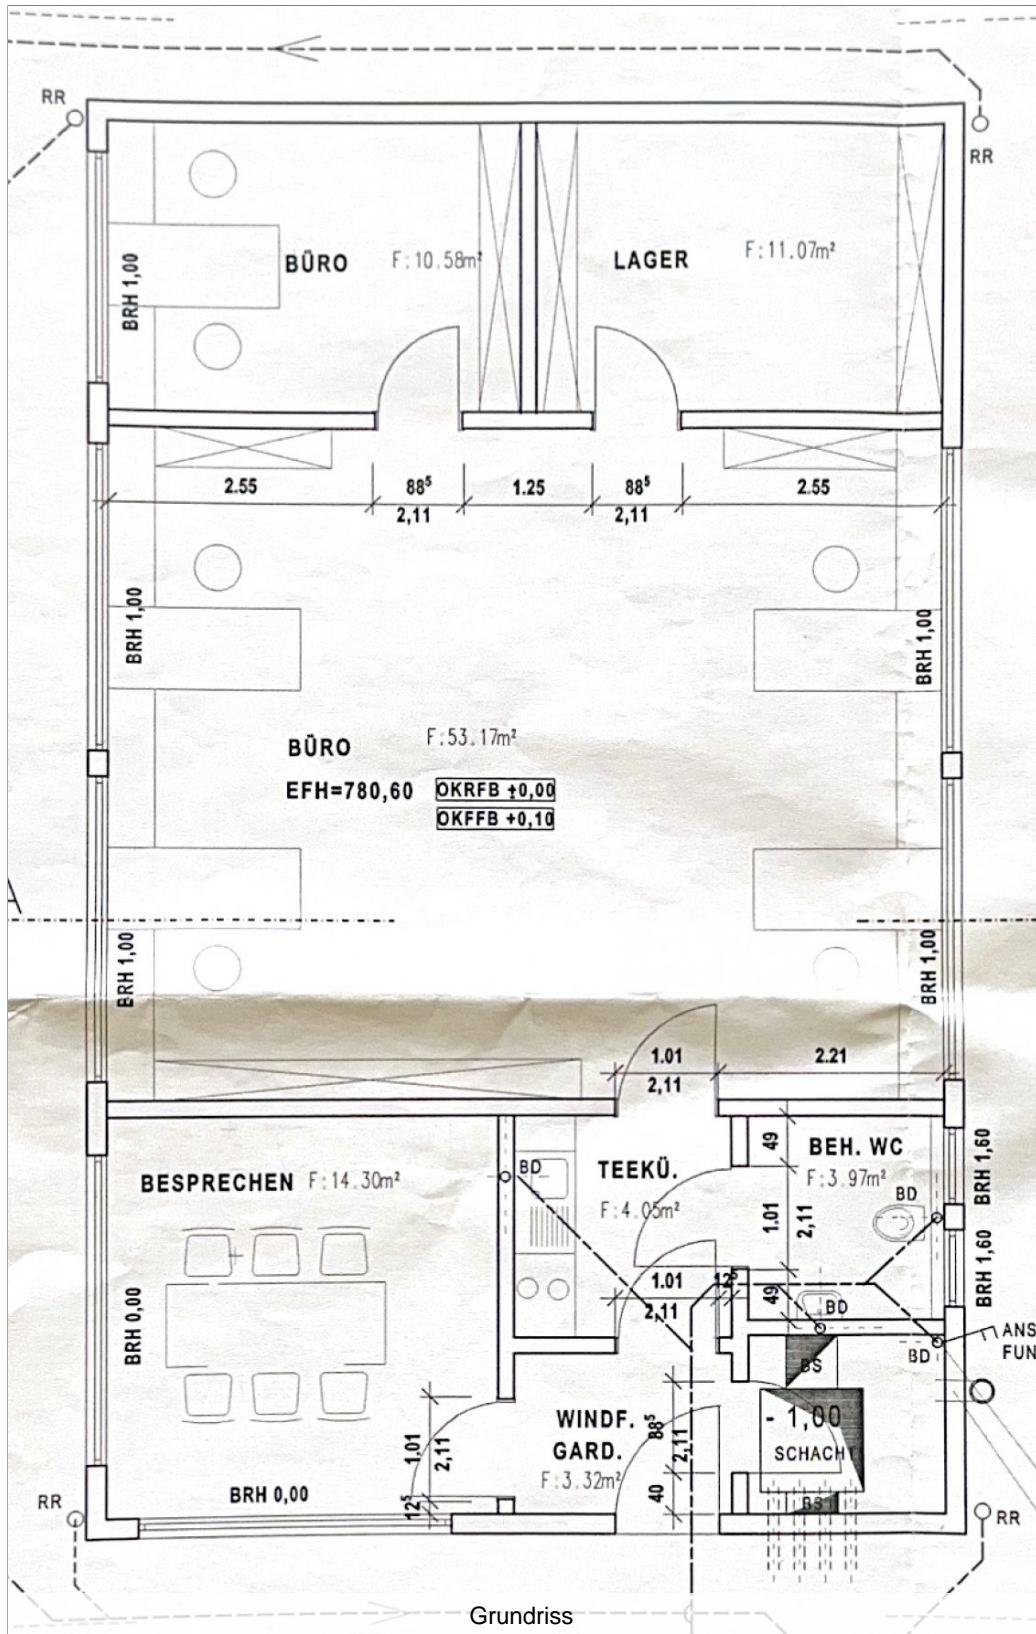 RR
RR
BÜRO F:10.58m²
LAGER F:11.07m²
BRH 1,00
2.55 88⁵ 1.25 88⁵ 2.55
2,11 2,11
BRH 1,00
BRH 1,00
BÜRO F:53.17m²
EFH=780,60 OKRFB ±0,00
OKFFB +0,10
BRH 1,00
BRH 1,00
1.01 2.21
2,11
BESPRECHEN F:14.30m²
BD
TEEKÜ.
F:4.05m²
49
BEH. WC
F:3.97m²
BD
BRH 1,60
1.01
2,11
BRH 0,00
1.01 12⁵
2,11
49
BD
BRH 1,60
BD
ANS
FUN
BS
WINDF.
GARD.
F:3.32m²
88⁵
2,11
- 1,00
SCHACHT
1,01
2,11
40
BS
12⁵
BRH 0,00
RR
RR
Grundriss